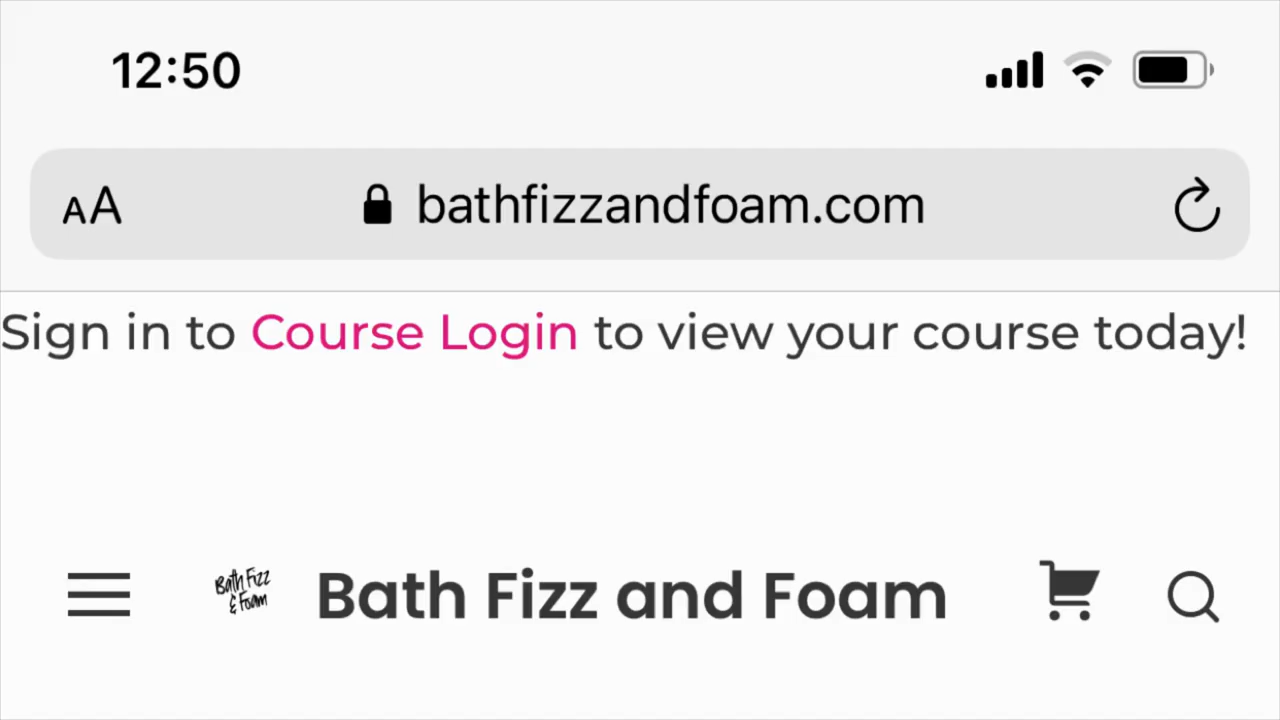 12:50
AA bathfizzandfoam.com
Sign in to Course Login to view your course today!
Bath Fizz
& Foam
Bath Fizz and Foam